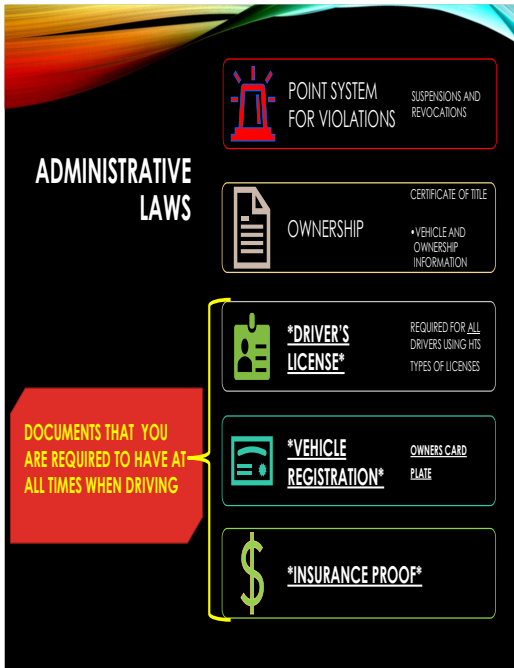 ADMINISTRATIVE
LAWS
POINT SYSTEM
FOR VIOLATIONS
SUSPENSIONS AND
REVOCATIONS
OWNERSHIP
CERTIFICATE OF TITLE
•VEHICLE AND
OWNERSHIP
INFORMATION
*DRIVER'S
LICENSE*
REQUIRED FOR ALL
DRIVERS USING HTS
TYPES OF LICENSES
DOCUMENTS THAT YOU
ARE REQUIRED TO HAVE AT
ALL TIMES WHEN DRIVING
*VEHICLE
REGISTRATION*
OWNERS CARD
PLATE
*INSURANCE PROOF*